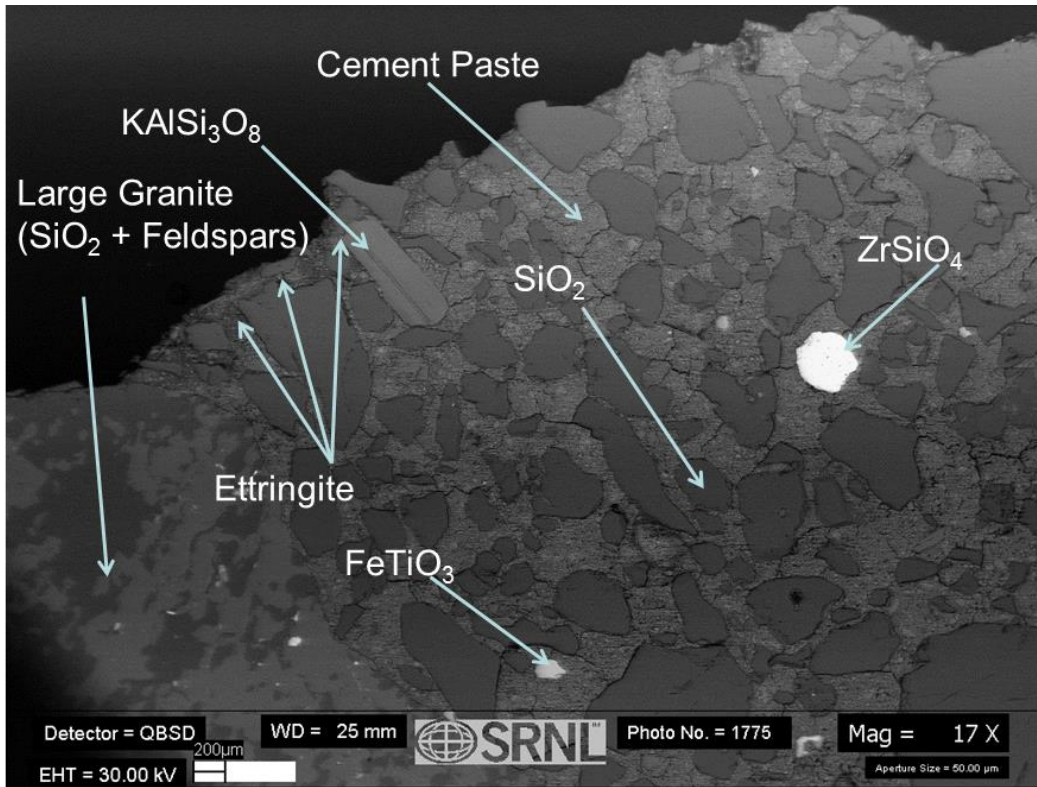 Cement Paste
KAlSi₃O₈
Large Granite
(SiO₂ + Feldspars)
ZrSiO₄
SiO₂
Ettringite
FeTiO₃
Detector = QBSD
WD = 25 mm
SRNL
Photo No. = 1775
Mag = 17 X
200µm
EHT = 30.00 kV
Aperture Size = 50.00 µm